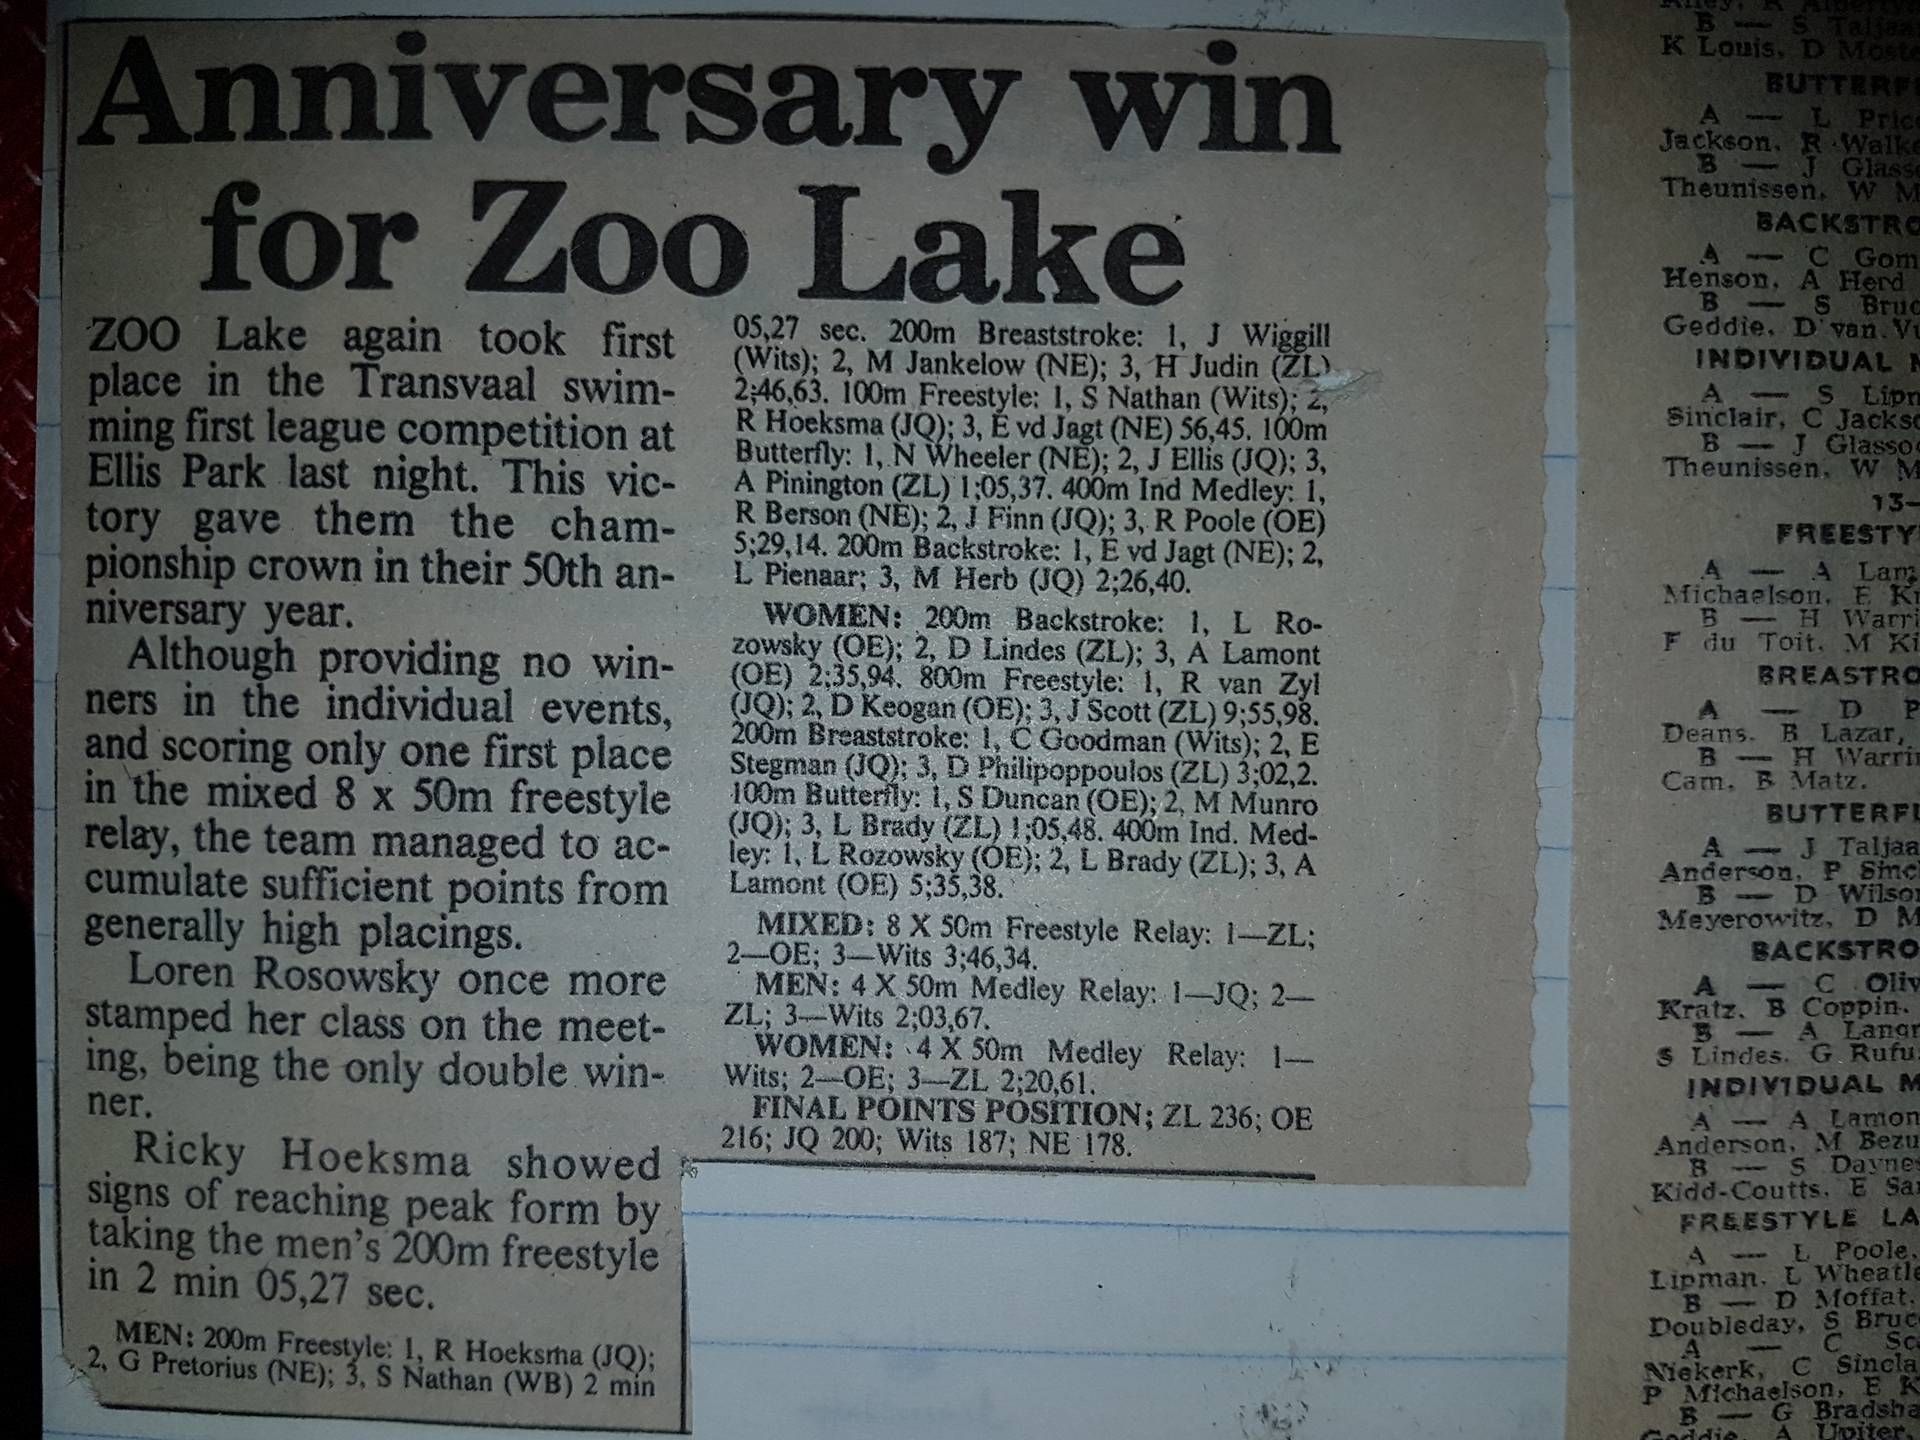 Anniversary win
for Zoo Lake
ZOO Lake again took first
place in the Transvaal swim-
ming first league competition at
Ellis Park last night. This vic-
tory gave them the cham-
pionship crown in their 50th an-
niversary year.
Although providing no win-
ners in the individual events,
and scoring only one first place
in the mixed 8 x 50m freestyle
relay, the team managed to ac-
cumulate sufficient points from
generally high placings.
Loren Rosowsky once more
stamped her class on the meet-
ing, being the only double win-
ner.
Ricky Hoeksma showed
signs of reaching peak form by
taking the men's 200m freestyle
in 2 min 05,27 sec.
MEN: 200m Freestyle: 1, R Hoeksma (JQ);
2, G Pretorius (NE); 3, S Nathan (WB) 2 min
05,27 sec. 200m Breaststroke: 1, J Wiggill
(Wits); 2, M Jankelow (NE); 3, H Judin (ZL)
2;46,63. 100m Freestyle: 1, S Nathan (Wits); 2,
R Hoeksma (JQ); 3, E vd Jagt (NE) 56,45. 100m
Butterfly: 1, N Wheeler (NE); 2, J Ellis (JQ); 3,
A Pinington (ZL) 1;05,37. 400m Ind Medley: 1,
R Berson (NE); 2, J Finn (JQ); 3, R Poole (OE)
5;29,14. 200m Backstroke: 1, E vd Jagt (NE); 2,
L Pienaar; 3, M Herb (JQ) 2;26,40.
WOMEN: 200m Backstroke: 1, L Ro-
zowsky (OE); 2, D Lindes (ZL); 3, A Lamont
(OE) 2;35,94. 800m Freestyle: 1, R van Zyl
(JQ); 2, D Keogan (OE); 3, J Scott (ZL) 9;55,98.
200m Breaststroke: 1, C Goodman (Wits); 2, E
Stegman (JQ); 3, D Philipoppoulos (ZL) 3;02,2.
100m Butterfly: 1, S Duncan (OE); 2, M Munro
(JQ); 3, L Brady (ZL) 1;05,48. 400m Ind. Med-
ley: 1, L Rozowsky (OE); 2, L Brady (ZL); 3, A
Lamont (OE) 5;35,38.
MIXED: 8 X 50m Freestyle Relay: 1—ZL;
2—OE; 3—Wits 3;46,34.
MEN: 4 X 50m Medley Relay: 1—JQ; 2—
ZL; 3—Wits 2;03,67.
WOMEN: 4 X 50m Medley Relay: 1—
Wits; 2—OE; 3—ZL 2;20,61.
FINAL POINTS POSITION; ZL 236; OE
216; JQ 200; Wits 187; NE 178.
B — S Taljaa
K Louis, D Moste
BUTTERF
A — L Pric
Jackson, R Walke
B — J Glass
Theunissen, W M
BACKSTRO
A — C Gom
Henson, A Herd
B — S Bruc
Geddie, D van Vu
INDIVIDUAL M
A — S Lipn
Sinclair, C Jackso
B — J Glasso
Theunissen, W M
13-
FREESTY
A — A Lam
Michaelson, E Kr
B — H Warri
F du Toit, M Ki
BREASTRO
A — D P
Deans, B Lazar,
B — H Warrin
Cam, B Matz.
BUTTERFL
A — J Taljaa
Anderson, P Sincl
B — D Wilson
Meyerowitz, D M
BACKSTRO
A — C Oliv
Kratz, B Coppin.
B — A Langr
S Lindes, G Rufu
INDIVIDUAL M
A — A Lamon
Anderson, M Bezu
B — S Dayne
Kidd-Coutts, E Sa
FREESTYLE LA
A — L Poole,
Lipman, L Wheatle
B — D Moffat,
Doubleday, S Bruc
A — C Sc
Niekerk, C Sincla
P Michaelson, E K
B — G Bradsha
Geddie, A Upiter,